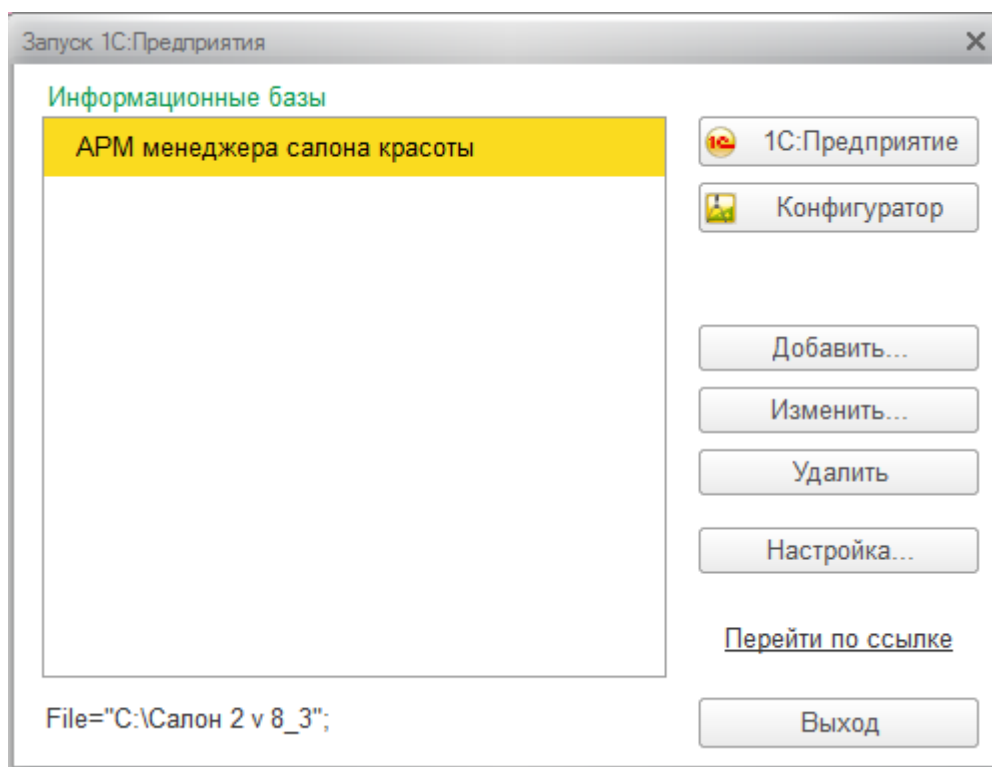 Запуск 1С:Предприятия
Информационные базы
АРМ менеджера салона красоты
1С:Предприятие
Конфигуратор
Добавить...
Изменить...
Удалить
Настройка...
Перейти по ссылке
File="C:\Салон 2 v 8_3";
Выход